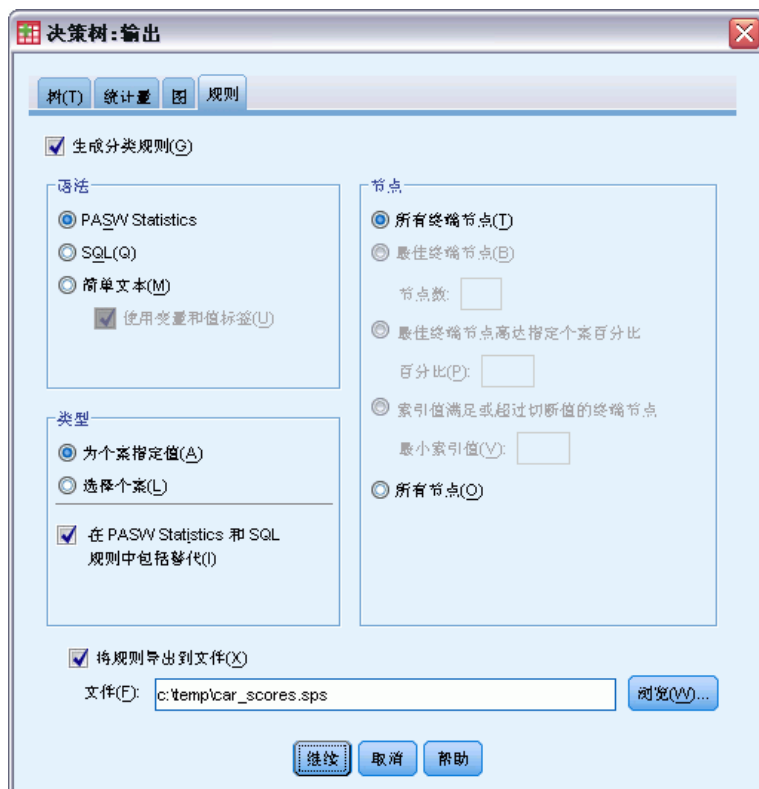 决策树:输出
树(T) 统计量 图 规则
生成分类规则(G)
语法
PASW Statistics
SQL(Q)
简单文本(M)
使用变量和值标签(U)
类型
为个案指定值(A)
选择个案(L)
在 PASW Statistics 和 SQL
规则中包括替代(I)
节点
所有终端节点(T)
最佳终端节点(B)
节点数:
最佳终端节点高达指定个案百分比
百分比(P):
索引值满足或超过切断值的终端节点
最小索引值(V):
所有节点(O)
将规则导出到文件(X)
文件(F): c:\temp\car_scores.sps 浏览(W)...
继续 取消 帮助